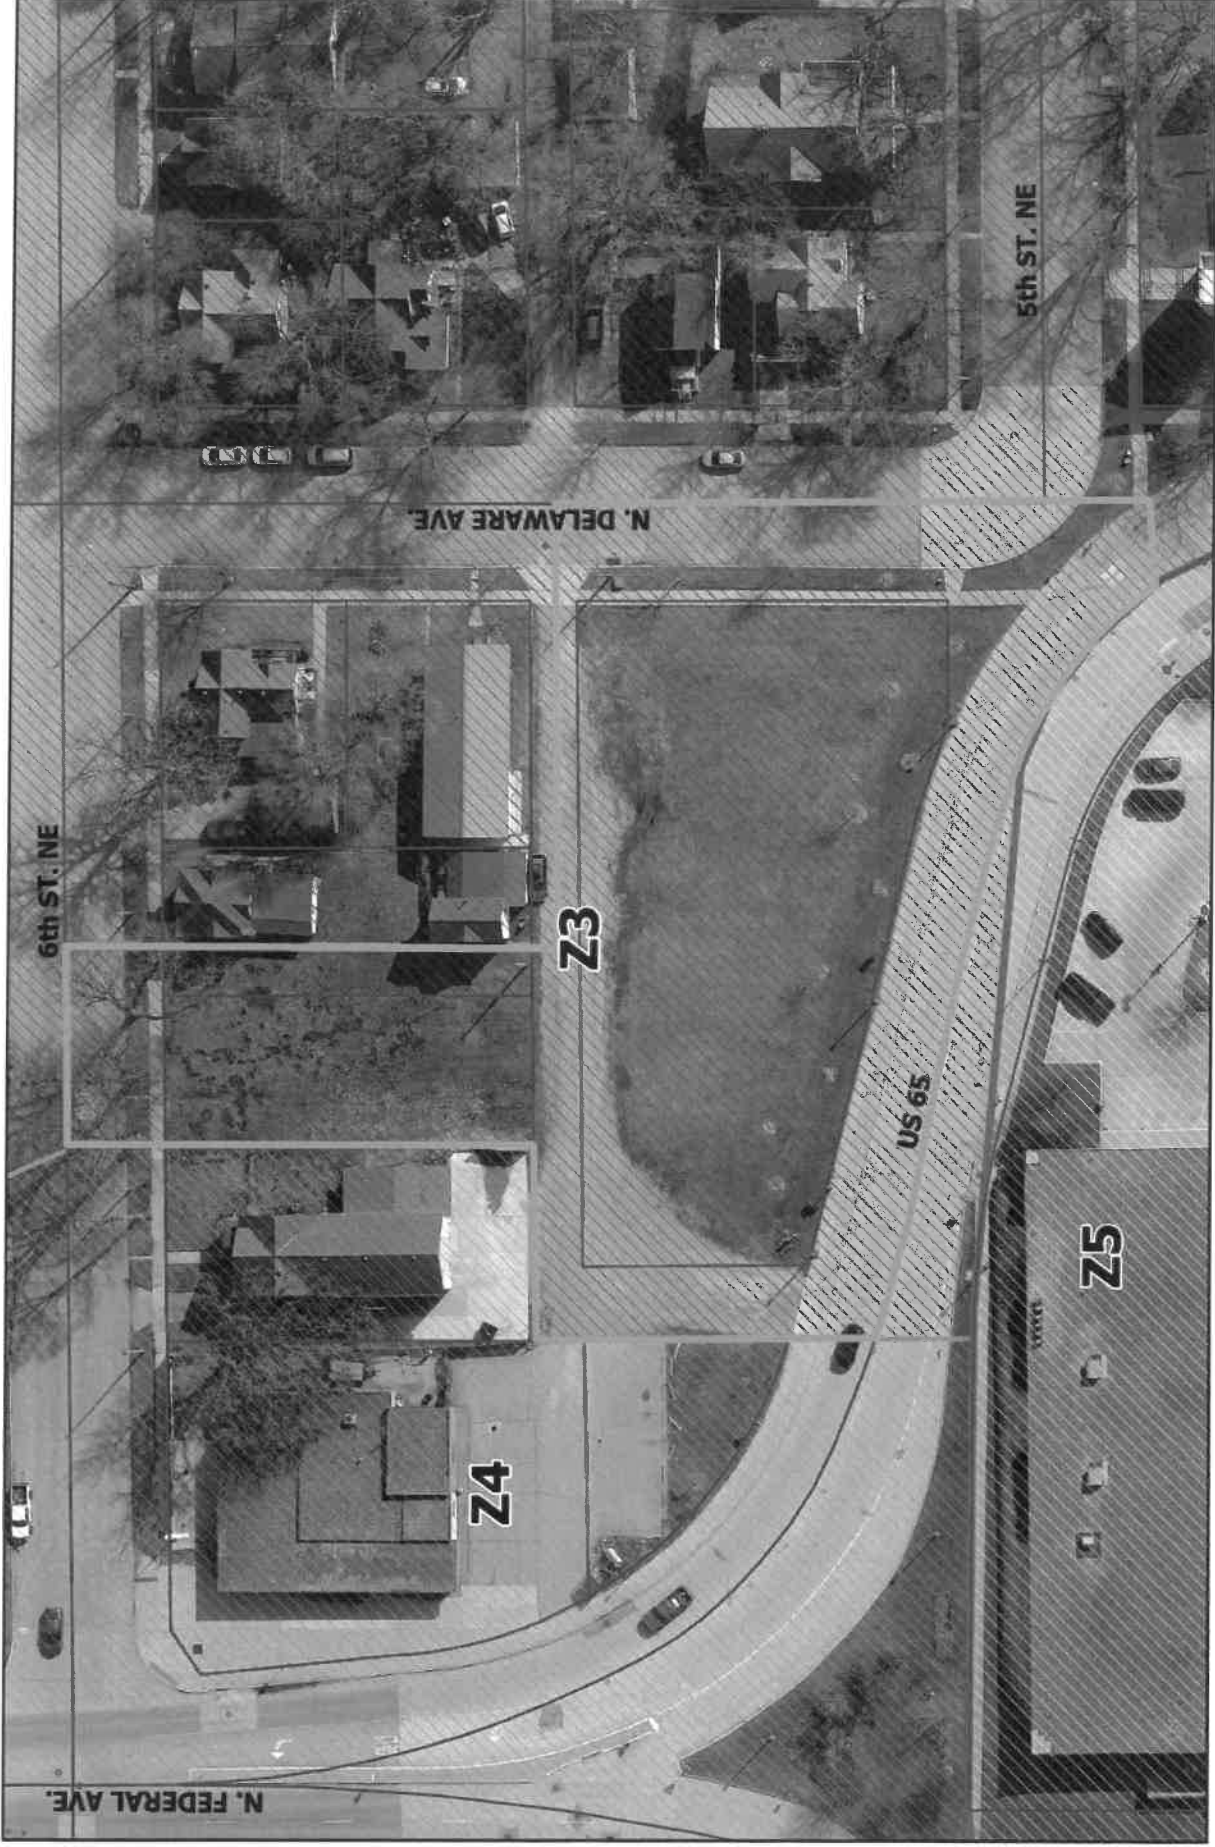 5th ST. NE
N. DELAWARE AVE.
6th ST. NE
Z3
US 65
Z5
Z4
N. FEDERAL AVE.